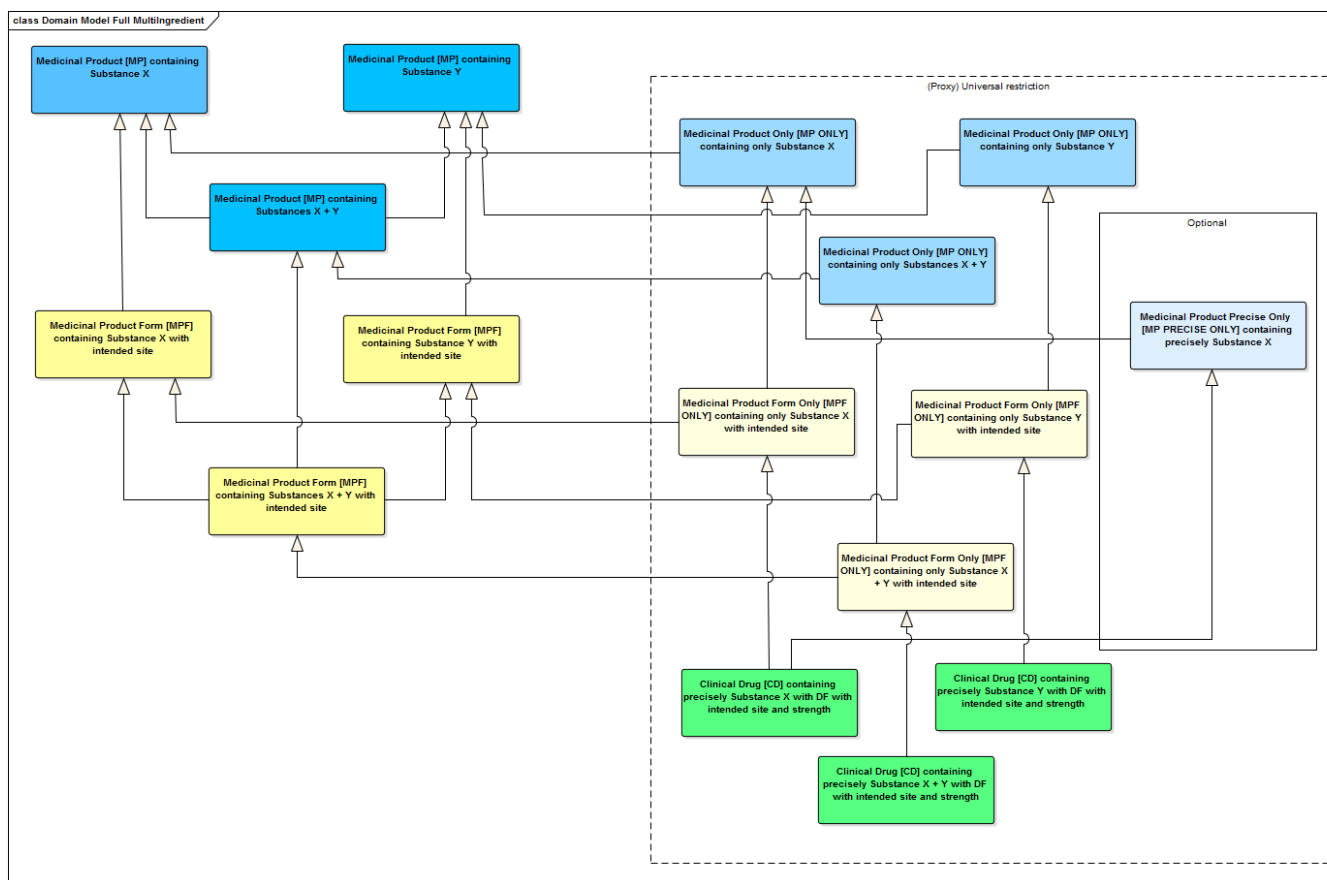 class Domain Model Full MultiIngredient
Medicinal Product [MP] containing
Substance X
Medicinal Product [MP] containing
Substance Y
(Proxy) Universal restriction
Medicinal Product Only [MP ONLY]
containing only Substance X
Medicinal Product Only [MP ONLY]
containing only Substance Y
Medicinal Product [MP] containing
Substances X + Y
Optional
Medicinal Product Only [MP ONLY]
containing only Substances X + Y
Medicinal Product Form [MPF]
containing Substance X with
intended site
Medicinal Product Form [MPF]
containing Substance Y with
intended site
Medicinal Product Precise Only
[MP PRECISE ONLY] containing
precisely Substance X
Medicinal Product Form Only [MPF
ONLY] containing only Substance X
with intended site
Medicinal Product Form Only [MPF
ONLY] containing only Substance Y
with intended site
Medicinal Product Form [MPF]
containing Substances X + Y with
intended site
Medicinal Product Form Only [MPF
ONLY] containing only Substance X
+ Y with intended site
Clinical Drug [CD] containing
precisely Substance X with DF with
intended site and strength
Clinical Drug [CD] containing
precisely Substance Y with DF with
intended site and strength
Clinical Drug [CD] containing
precisely Substance X + Y with DF
with intended site and strength